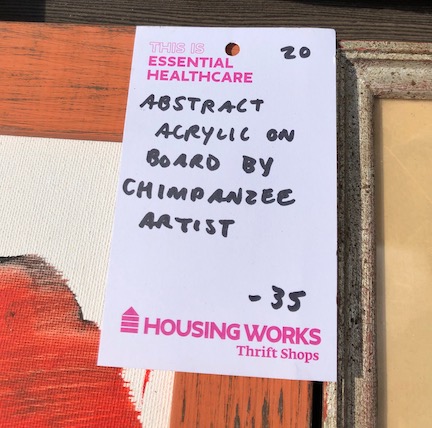 THIS IS
20
ESSENTIAL
HEALTHCARE
ABSTRACT
ACRYLIC ON
BOARD BY
CHIMPANZEE
ARTIST
-35
HOUSING WORKS
Thrift Shops